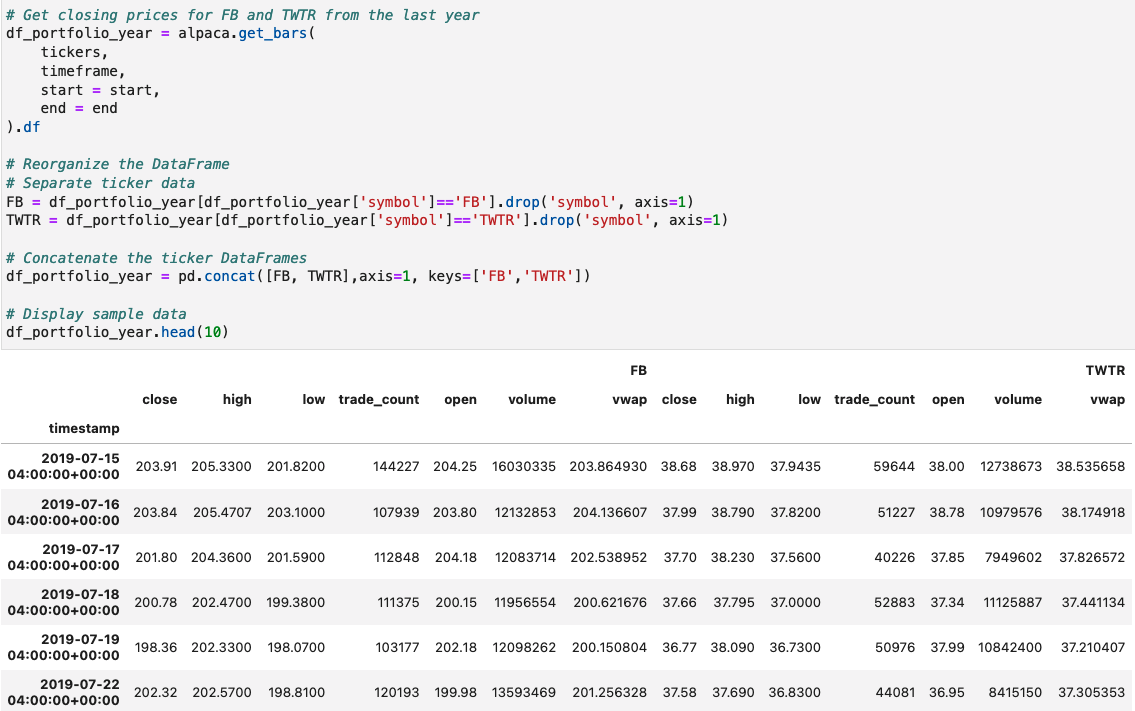 # Get closing prices for FB and TWTR from the last year
df_portfolio_year = alpaca.get_bars(
    tickers,
    timeframe,
    start = start,
    end = end
).df
# Reorganize the DataFrame
# Separate ticker data
FB = df_portfolio_year[df_portfolio_year['symbol']=='FB'].drop('symbol', axis=1)
TWTR = df_portfolio_year[df_portfolio_year['symbol']=='TWTR'].drop('symbol', axis=1)
# Concatenate the ticker DataFrames
df_portfolio_year = pd.concat([FB, TWTR],axis=1, keys=['FB','TWTR'])
# Display sample data
df_portfolio_year.head(10)
FB TWTR
close high low trade_count open volume vwap close high low trade_count open volume vwap
timestamp
2019-07-15
04:00:00+00:00 203.91 205.3300 201.8200 144227 204.25 16030335 203.864930 38.68 38.970 37.9435 59644 38.00 12738673 38.535658
2019-07-16
04:00:00+00:00 203.84 205.4707 203.1000 107939 203.80 12132853 204.136607 37.99 38.790 37.8200 51227 38.78 10979576 38.174918
2019-07-17
04:00:00+00:00 201.80 204.3600 201.5900 112848 204.18 12083714 202.538952 37.70 38.230 37.5600 40226 37.85 7949602 37.826572
2019-07-18
04:00:00+00:00 200.78 202.4700 199.3800 111375 200.15 11956554 200.621676 37.66 37.795 37.0000 52883 37.34 11125887 37.441134
2019-07-19
04:00:00+00:00 198.36 202.3300 198.0700 103177 202.18 12098262 200.150804 36.77 38.090 36.7300 50976 37.99 10842400 37.210407
2019-07-22
04:00:00+00:00 202.32 202.5700 198.8100 120193 199.98 13593469 201.256328 37.58 37.690 36.8300 44081 36.95 8415150 37.305353